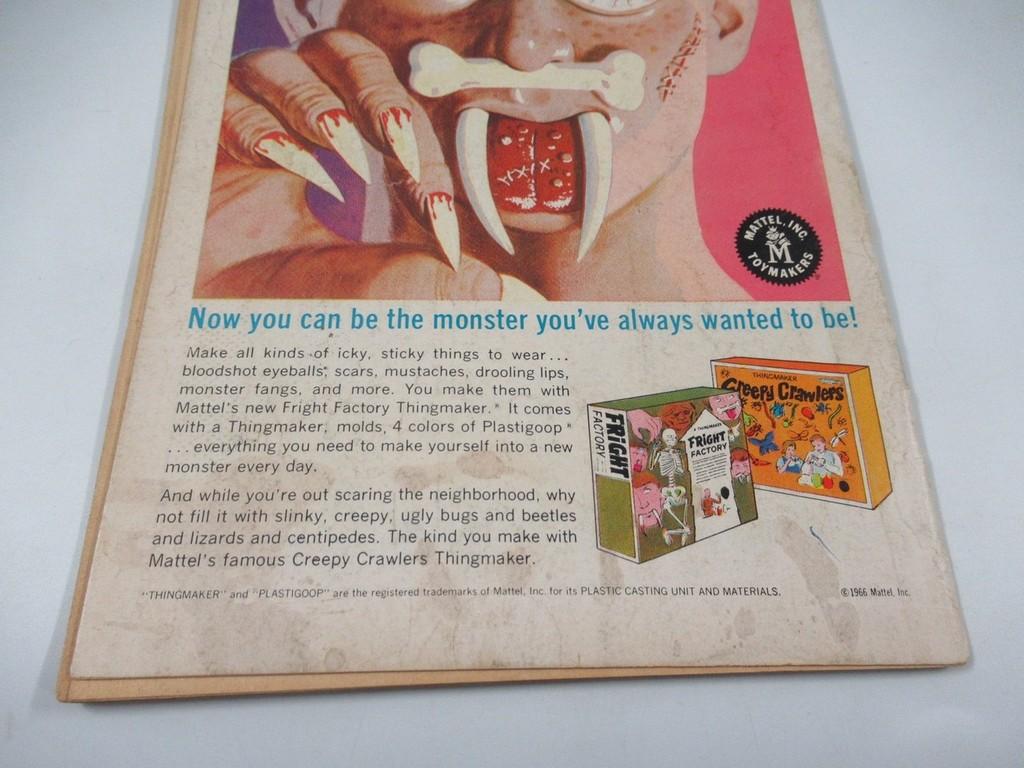 MATTEL, INC.
M
TOYMAKERS
Now you can be the monster you've always wanted to be!
Make all kinds of icky, sticky things to wear...
bloodshot eyeballs, scars, mustaches, drooling lips,
monster fangs, and more. You make them with
Mattel's new Fright Factory Thingmaker.* It comes
with a Thingmaker, molds, 4 colors of Plastigoop*
... everything you need to make yourself into a new
monster every day.
And while you're out scaring the neighborhood, why
not fill it with slinky, creepy, ugly bugs and beetles
and lizards and centipedes. The kind you make with
Mattel's famous Creepy Crawlers Thingmaker.
FRIGHT
FACTORY
A THINGMAKER
FRIGHT
FACTORY
THINGMAKER
Creepy Crawlers
"THINGMAKER" and "PLASTIGOOP" are the registered trademarks of Mattel, Inc. for its PLASTIC CASTING UNIT AND MATERIALS.
©1966 Mattel, Inc.